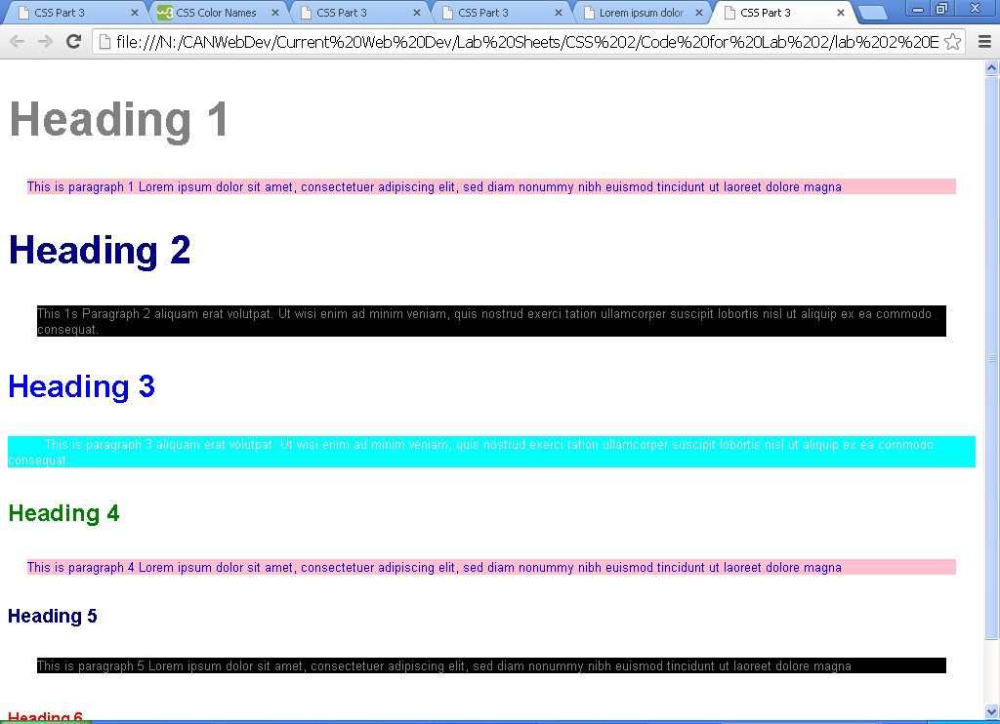 CSS Part 3
CSS Color Names
CSS Part 3
CSS Part 3
Lorem ipsum dolor
CSS Part 3
file:///N:/CANWebDev/Current%20Web%20Dev/Lab%20Sheets/CSS%202/Code%20for%20Lab%202/lab%202%20E
Heading 1
This is paragraph 1 Lorem ipsum dolor sit amet, consectetuer adipiscing elit, sed diam nonummy nibh euismod tincidunt ut laoreet dolore magna
Heading 2
This 1s Paragraph 2 aliquam erat volutpat. Ut wisi enim ad minim veniam, quis nostrud exerci tation ullamcorper suscipit lobortis nisl ut aliquip ex ea commodo
consequat.
Heading 3
This is paragraph 3 aliquam erat volutpat. Ut wisi enim ad minim veniam, quis nostrud exerci tation ullamcorper suscipit lobortis nisl ut aliquip ex ea commodo
consequat.
Heading 4
This is paragraph 4 Lorem ipsum dolor sit amet, consectetuer adipiscing elit, sed diam nonummy nibh euismod tincidunt ut laoreet dolore magna
Heading 5
This is paragraph 5 Lorem ipsum dolor sit amet, consectetuer adipiscing elit, sed diam nonummy nibh euismod tincidunt ut laoreet dolore magna
Heading 6